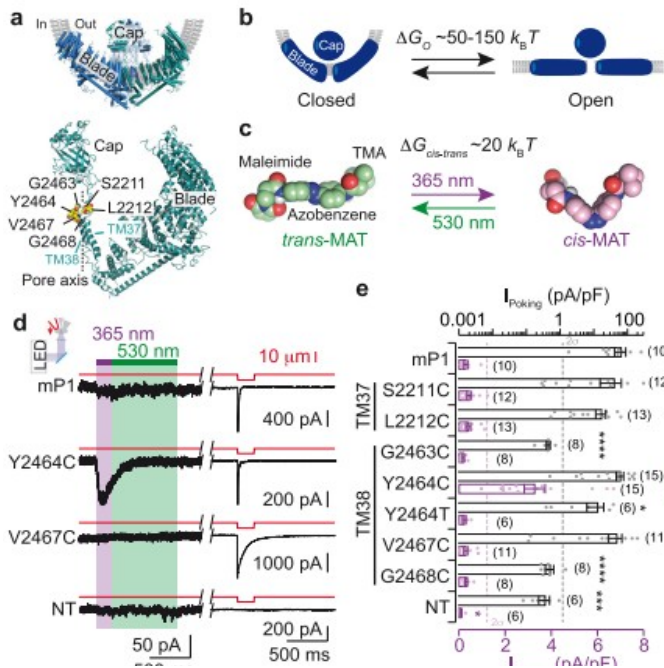 a
In Out
Cap
Blade
Cap
G2463
S2211
Y2464
L2212
Blade
V2467
TM37
G2468
TM38
Pore axis
b
Cap
Blade
Closed
ΔG_O ~50-150 k_BT
Open
c
Maleimide
TMA
Azobenzene
trans-MAT
ΔG_cis-trans ~20 k_BT
365 nm
530 nm
cis-MAT
d
LED
365 nm
530 nm
10 μm
mP1
400 pA
Y2464C
200 pA
V2467C
1000 pA
NT
50 pA
200 pA
500 ms
e
I_Poking (pA/pF)
0.001 1 100
2σ
mP1 (10)
(10)
TM37
S2211C (12)
(12)
L2212C (13)
(13)
TM38
G2463C (8) ****
(8)
Y2464C (15)
(15)
Y2464T (6) *
(6)
V2467C (11)
(11)
G2468C (8) ****
(8)
NT (6) ***
* (6)
2σ
0 2 4 6 8
(pA/pF)